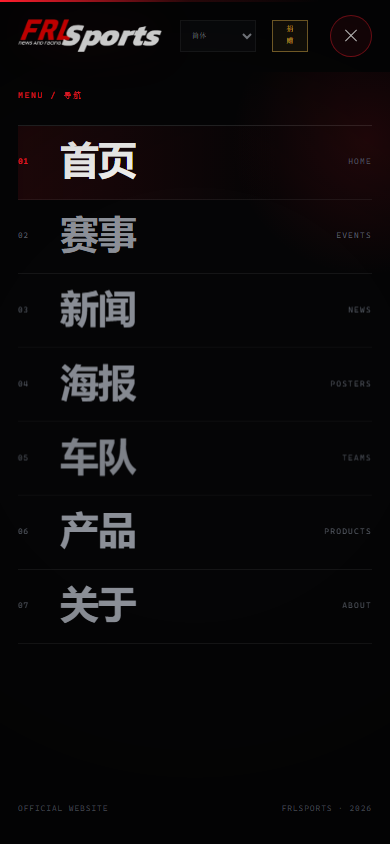 FRLSports
NEWS AND RACING
简体
捐
赠
MENU / 导航
01 首页 HOME
02 赛事 EVENTS
03 新闻 NEWS
04 海报 POSTERS
05 车队 TEAMS
06 产品 PRODUCTS
07 关于 ABOUT
OFFICIAL WEBSITE FRLSPORTS · 2026